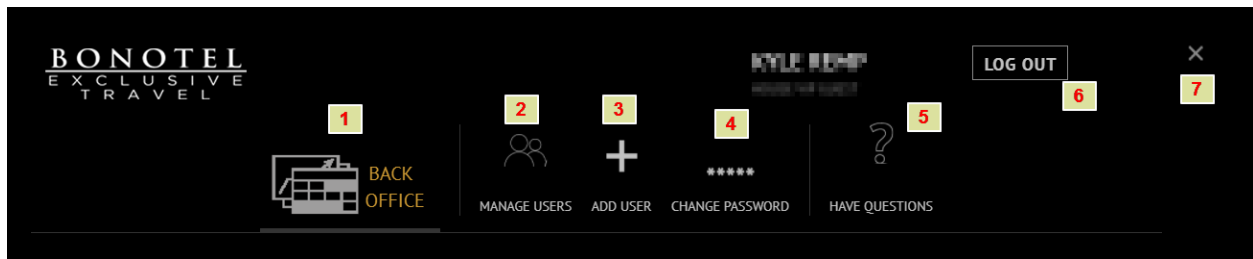 BONOTEL
EXCLUSIVE
TRAVEL
LOG OUT
6
7
1
BACK
OFFICE
2
MANAGE USERS
3
ADD USER
4
*****
CHANGE PASSWORD
5
?
HAVE QUESTIONS